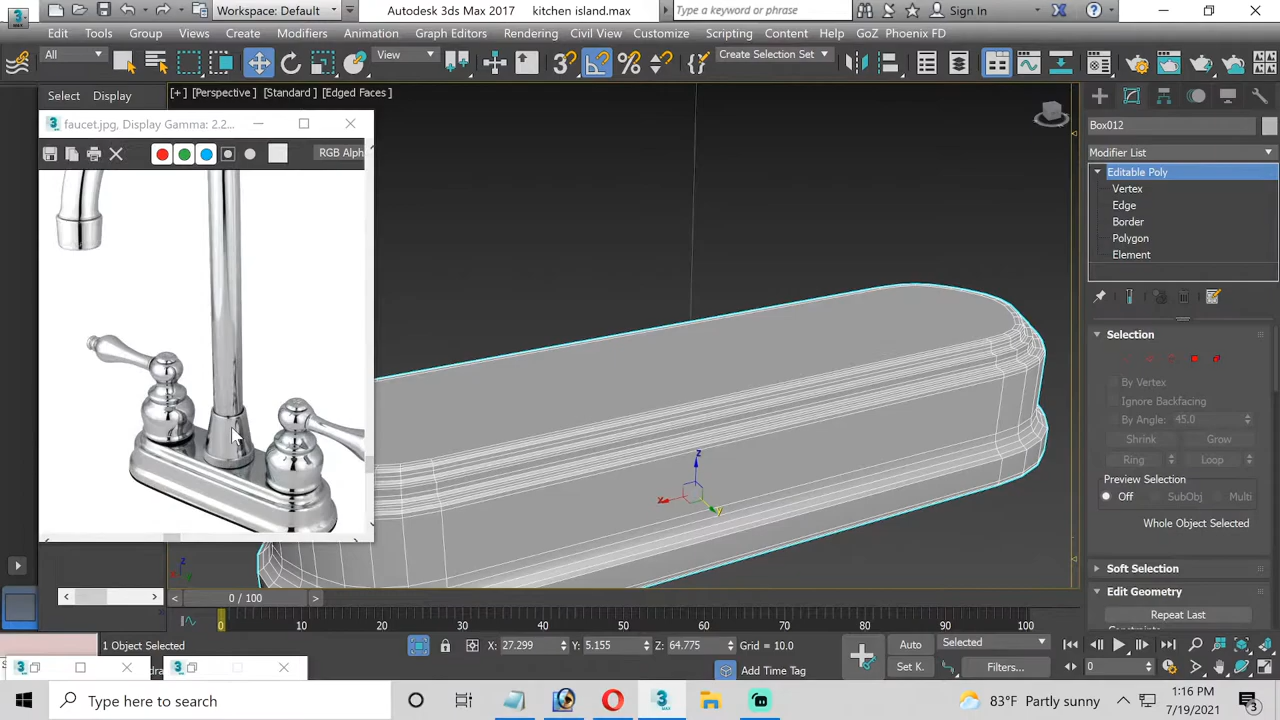 Workspace: Default
Autodesk 3ds Max 2017
kitchen island.max
Type a keyword or phrase
Sign In
Edit
Tools
Group
Views
Create
Modifiers
Animation
Graph Editors
Rendering
Civil View
Customize
Scripting
Content
Help
GoZ
Phoenix FD
All
View
Create Selection Set
Select
Display
[+] [Perspective] [Standard] [Edged Faces]
faucet.jpg, Display Gamma: 2.2...
RGB Alph
Box012
Modifier List
Editable Poly
Vertex
Edge
Border
Polygon
Element
Selection
By Vertex
Ignore Backfacing
By Angle:
45.0
Shrink
Grow
Ring
Loop
Preview Selection
Off
SubObj
Multi
Whole Object Selected
Soft Selection
Edit Geometry
Repeat Last
z
x
y
0 / 100
0
10
20
30
40
50
60
70
80
90
100
1 Object Selected
X: 27.299
Y: 5.155
Z: 64.775
Grid = 10.0
Add Time Tag
Auto
Selected
Set K.
Filters...
0
Type here to search
83°F Partly sunny
1:16 PM
7/19/2021
3